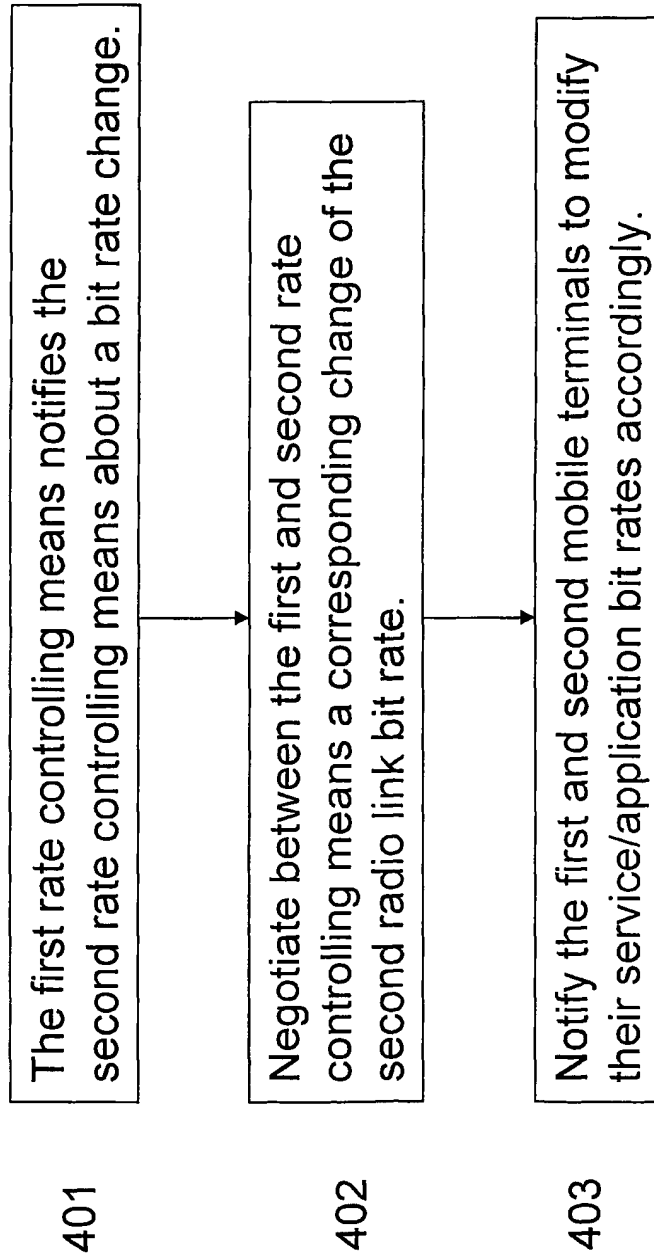 401
The first rate controlling means notifies the
second rate controlling means about a bit rate change.
402
Negotiate between the first and second rate
controlling means a corresponding change of the
second radio link bit rate.
403
Notify the first and second mobile terminals to modify
their service/application bit rates accordingly.